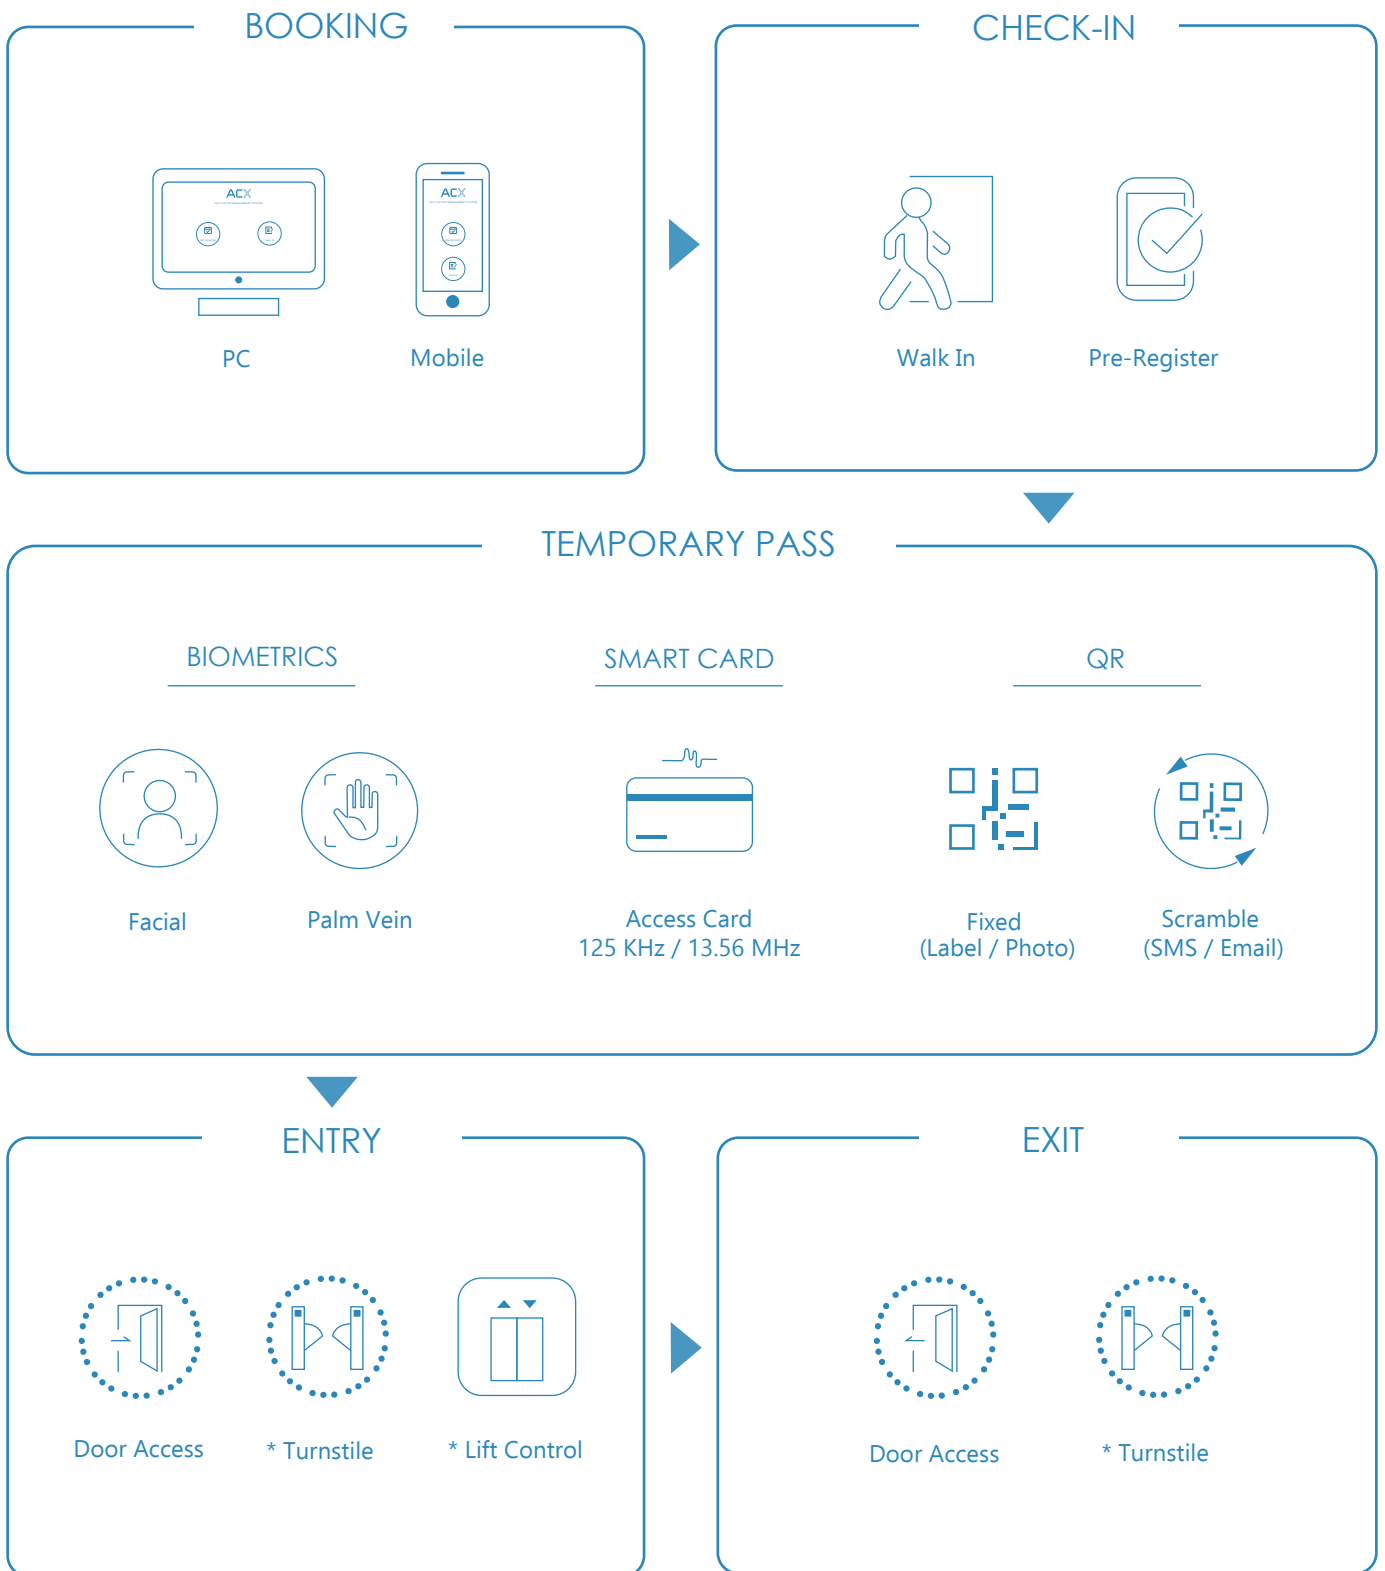 BOOKING
CHECK-IN
ACX
ACX
PC
Mobile
Walk In
Pre-Register
TEMPORARY PASS
BIOMETRICS
SMART CARD
QR
Facial
Palm Vein
Access Card
125 KHz / 13.56 MHz
Fixed
(Label / Photo)
Scramble
(SMS / Email)
ENTRY
EXIT
Door Access
* Turnstile
* Lift Control
Door Access
* Turnstile